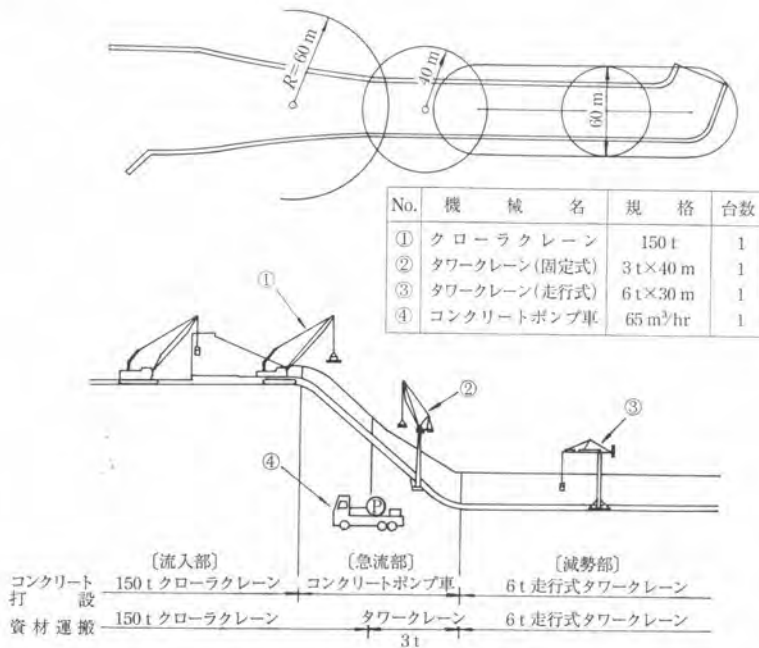 R=60 m
40 m
60 m
No. 機械名 規格 台数
① クローラクレーン 150 t 1
② タワークレーン(固定式) 3 t×40 m 1
③ タワークレーン(走行式) 6 t×30 m 1
④ コンクリートポンプ車 65 m³/hr 1
①
②
③
④
P
〔流入部〕 〔急流部〕 〔減勢部〕
コンクリート打設 150 t クローラクレーン コンクリートポンプ車 6 t 走行式タワークレーン
資材運搬 150 t クローラクレーン タワークレーン 6 t 走行式タワークレーン
3 t